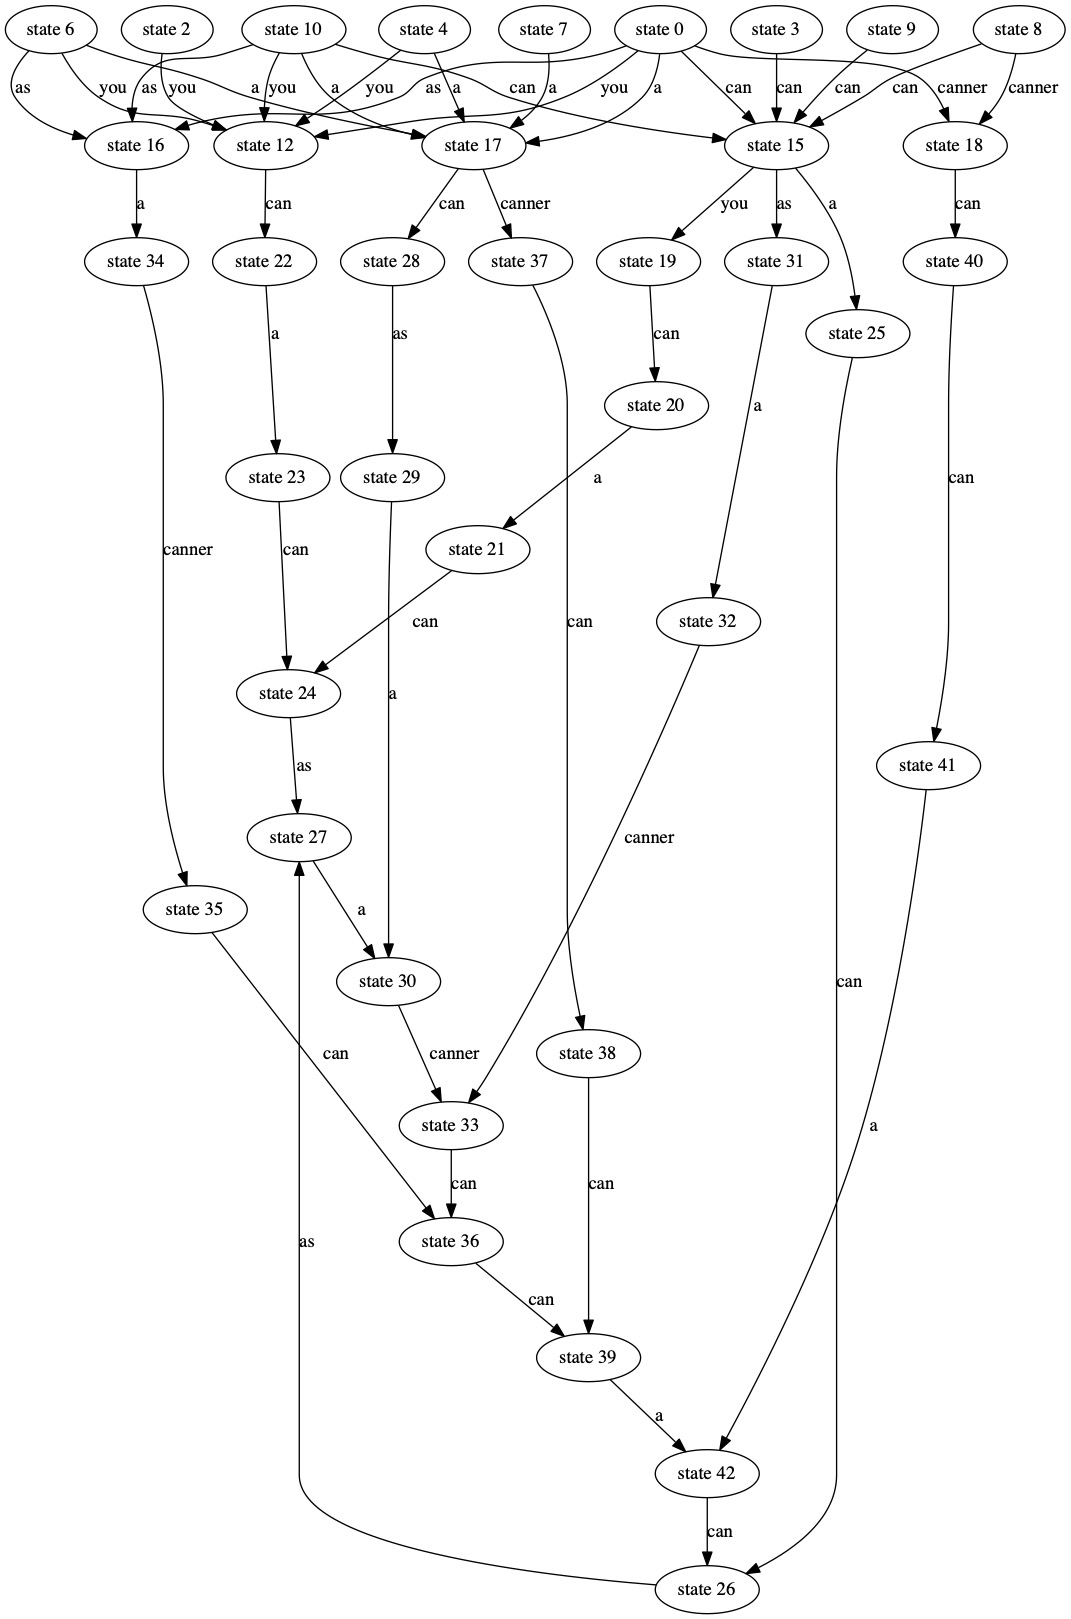 state 6 state 2 state 10 state 4 state 7 state 0 state 3 state 9 state 8
as you a you as you a can you a a as you a can can can can canner canner
state 16 state 12 state 17 state 15 state 18
a can can canner you as a can
state 34 state 22 state 28 state 37 state 19 state 31 state 40
a as can
state 25
state 20
a
can
state 23 state 29
a
can
state 21
canner can
can can
state 32
state 24
a
as
state 41
state 27
canner
state 35
a
state 30
can
can canner
state 38
a
state 33
can can
as
state 36
can
state 39
a
state 42
can
state 26